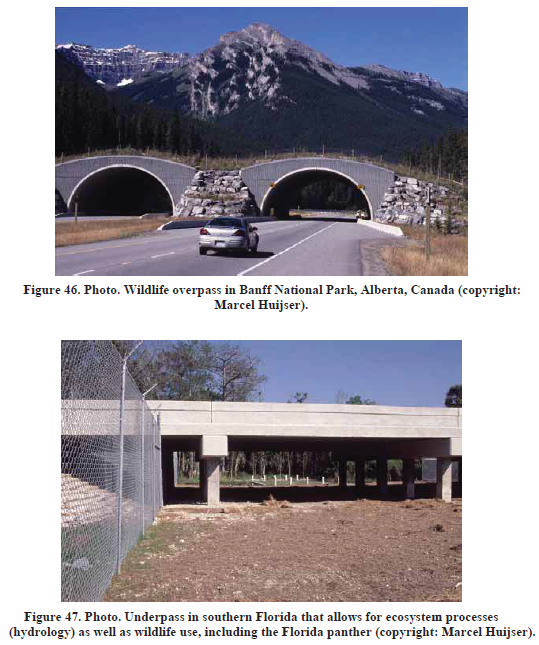 Figure 46. Photo. Wildlife overpass in Banff National Park, Alberta, Canada (copyright:
Marcel Huijser).
Figure 47. Photo. Underpass in southern Florida that allows for ecosystem processes
(hydrology) as well as wildlife use, including the Florida panther (copyright: Marcel Huijser).